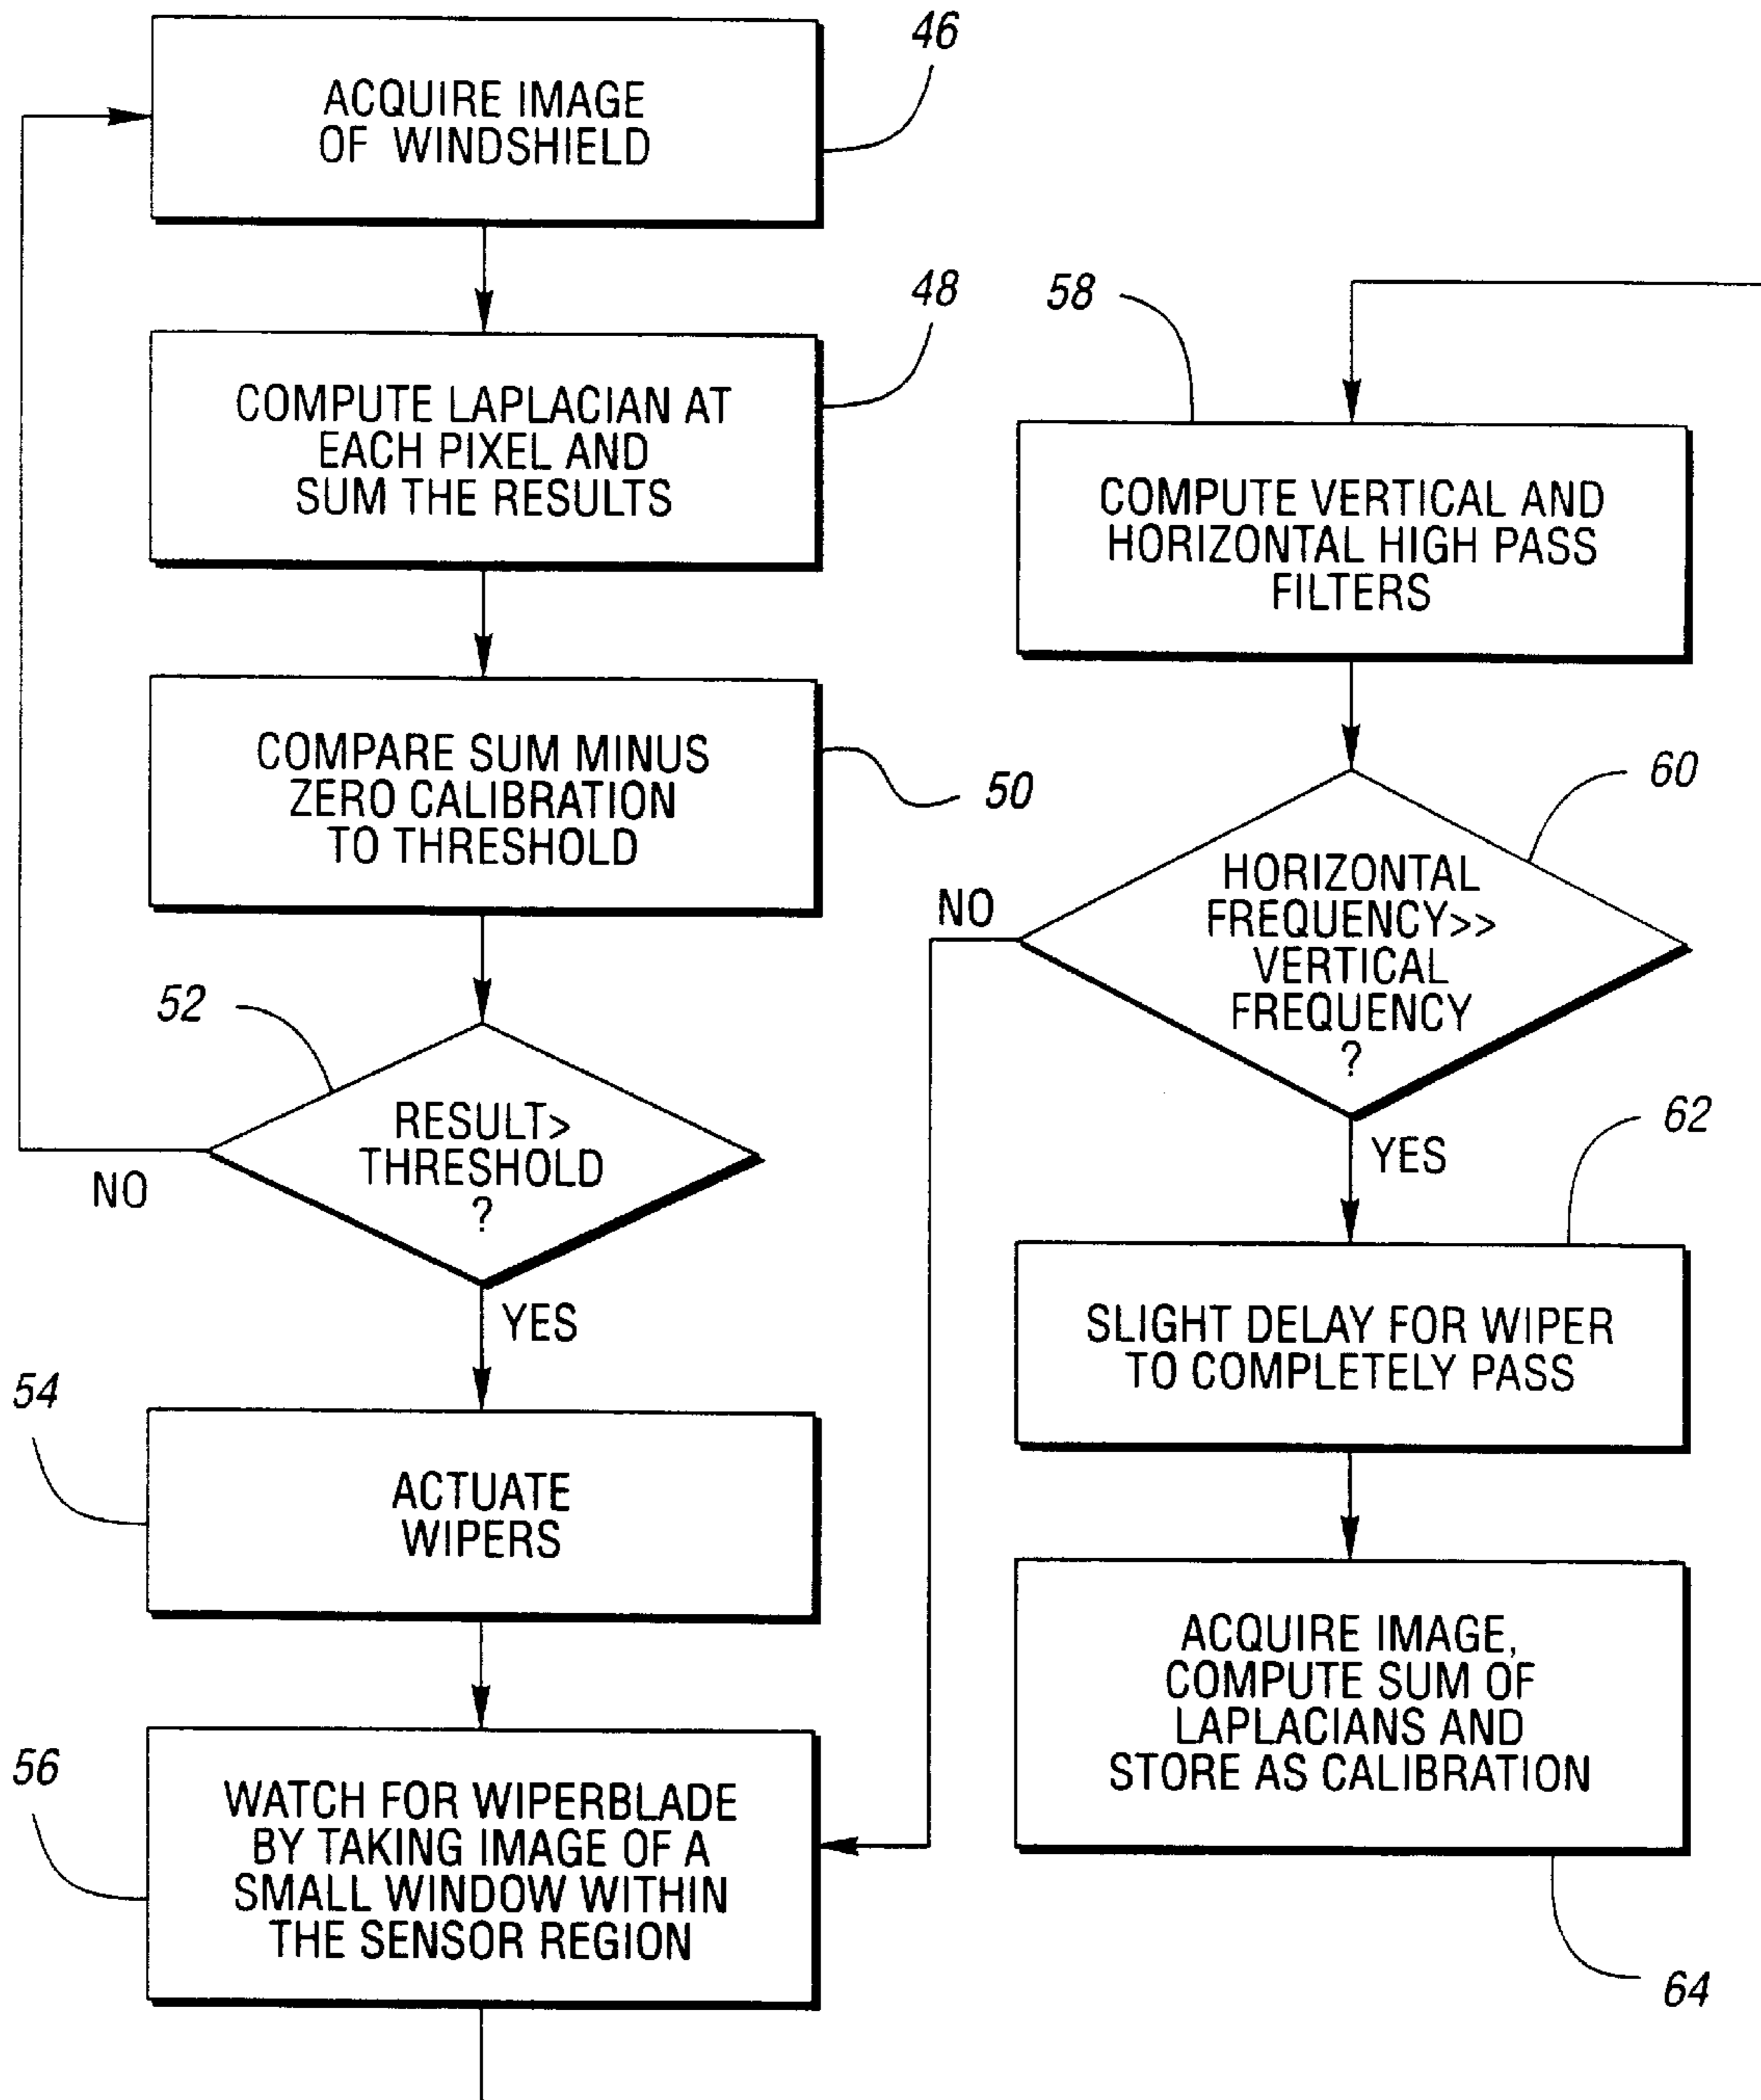 46
ACQUIRE IMAGE
OF WINDSHIELD
48
COMPUTE LAPLACIAN AT
EACH PIXEL AND
SUM THE RESULTS
COMPARE SUM MINUS
ZERO CALIBRATION
TO THRESHOLD
50
52
RESULT>
THRESHOLD
?
NO
YES
54
ACTUATE
WIPERS
56
WATCH FOR WIPERBLADE
BY TAKING IMAGE OF A
SMALL WINDOW WITHIN
THE SENSOR REGION
58
COMPUTE VERTICAL AND
HORIZONTAL HIGH PASS
FILTERS
60
HORIZONTAL
FREQUENCY>>
VERTICAL
FREQUENCY
?
NO
YES
62
SLIGHT DELAY FOR WIPER
TO COMPLETELY PASS
ACQUIRE IMAGE,
COMPUTE SUM OF
LAPLACIANS AND
STORE AS CALIBRATION
64